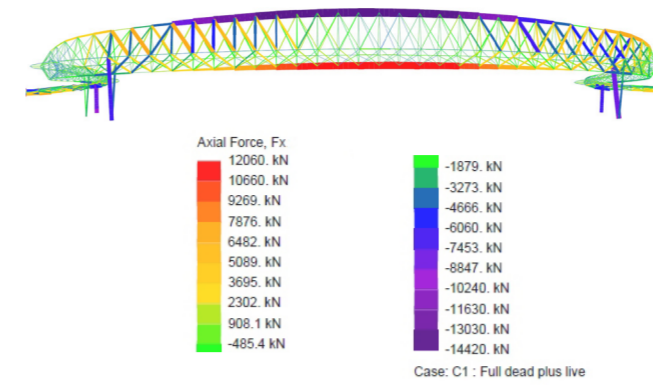 Axial Force, Fx
12060. kN
10660. kN
9269. kN
7876. kN
6482. kN
5089. kN
3695. kN
2302. kN
908.1 kN
-485.4 kN
-1879. kN
-3273. kN
-4666. kN
-6060. kN
-7453. kN
-8847. kN
-10240. kN
-11630. kN
-13030. kN
-14420. kN
Case: C1 : Full dead plus live